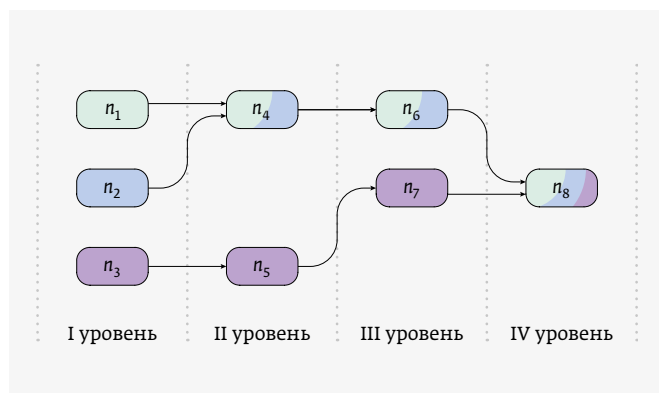 n1 n4 n6
n2 n7 n8
n3 n5
I уровень II уровень III уровень IV уровень